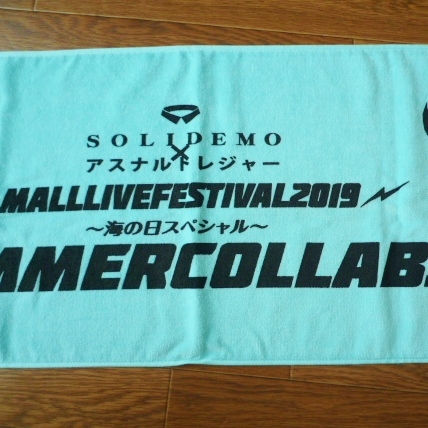 SOLIDEMO
×
アスナルトレジャー
MALLLIVEFESTIVAL2019
～海の日スペシャル～
MMERCOLLAB